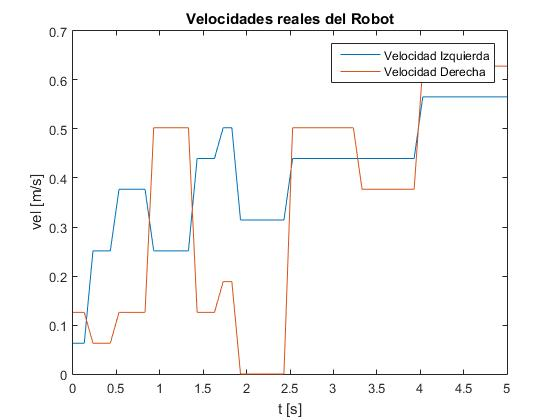 Velocidades reales del Robot
Velocidad Izquierda
Velocidad Derecha
vel [m/s]
0.7
0.6
0.5
0.4
0.3
0.2
0.1
0
0 0.5 1 1.5 2 2.5 3 3.5 4 4.5 5
t [s]